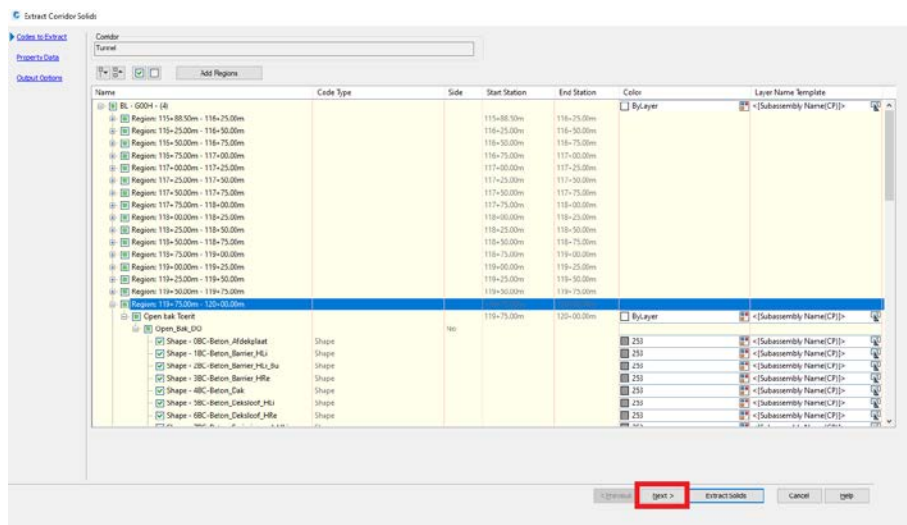 Extract Corridor Solids
Codes to Extract
Property Data
Output Options
Corridor
Tunnel
Add Regions
Name Code Type Side Start Station End Station Color Layer Name Template
BL - G00H - (4) ByLayer <[Subassembly Name(CP)]>
Region: 115+88.50m - 116+25.00m 115+88.50m 116+25.00m
Region: 116+25.00m - 116+50.00m 116+25.00m 116+50.00m
Region: 116+50.00m - 116+75.00m 116+50.00m 116+75.00m
Region: 116+75.00m - 117+00.00m 116+75.00m 117+00.00m
Region: 117+00.00m - 117+25.00m 117+00.00m 117+25.00m
Region: 117+25.00m - 117+50.00m 117+25.00m 117+50.00m
Region: 117+50.00m - 117+75.00m 117+50.00m 117+75.00m
Region: 117+75.00m - 118+00.00m 117+75.00m 118+00.00m
Region: 118+00.00m - 118+25.00m 118+00.00m 118+25.00m
Region: 118+25.00m - 118+50.00m 118+25.00m 118+50.00m
Region: 118+50.00m - 118+75.00m 118+50.00m 118+75.00m
Region: 118+75.00m - 119+00.00m 118+75.00m 119+00.00m
Region: 119+00.00m - 119+25.00m 119+00.00m 119+25.00m
Region: 119+25.00m - 119+50.00m 119+25.00m 119+50.00m
Region: 119+50.00m - 119+75.00m 119+50.00m 119+75.00m
Region: 119+75.00m - 120+00.00m
Open bak 119+75.00m 120+00.00m ByLayer <[Subassembly Name(CP)]>
Open_Bak_DO No
Shape - 0BC-Beton_Afdekplaat Shape 253 <[Subassembly Name(CP)]>
Shape - 1BC-Beton_Barrier_HLi Shape 253 <[Subassembly Name(CP)]>
Shape - 2BC-Beton_Barrier_HLi_Bu Shape 253 <[Subassembly Name(CP)]>
Shape - 3BC-Beton_Barrier_HRe Shape 253 <[Subassembly Name(CP)]>
Shape - 4BC-Beton_Dak Shape 253 <[Subassembly Name(CP)]>
Shape - 5BC-Beton_Deksloof_HLi Shape 253 <[Subassembly Name(CP)]>
Shape - 6BC-Beton_Deksloof_HRe Shape 253 <[Subassembly Name(CP)]>
< Previous Next > Extract Solids Cancel Help